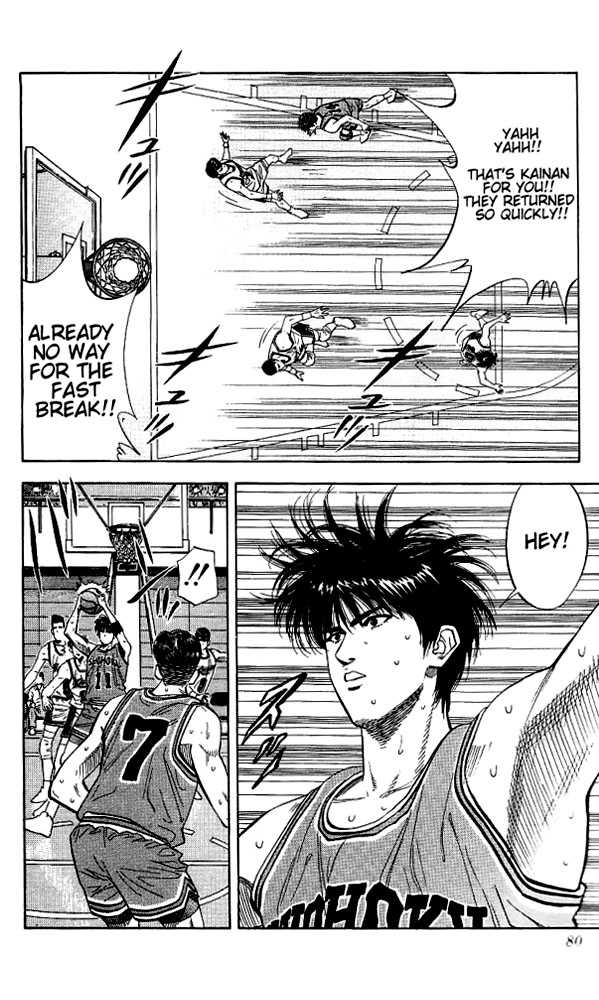 YAHH
YAHH!!
THAT'S KAINAN
FOR YOU!!
THEY RETURNED
SO QUICKLY!!
ALREADY
NO WAY
FOR THE
FAST
BREAK!!
HEY!
!!
11
7
80